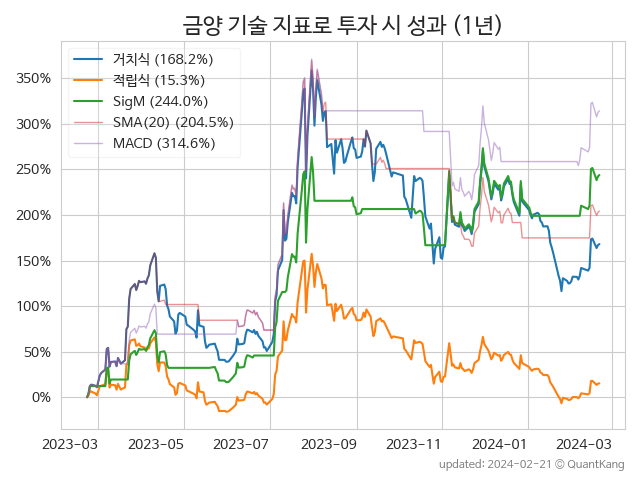 금양 기술 지표로 투자 시 성과 (1년)
거치식 (168.2%)
적립식 (15.3%)
SigM (244.0%)
SMA(20) (204.5%)
MACD (314.6%)
350%
300%
250%
200%
150%
100%
50%
0%
2023-03 2023-05 2023-07 2023-09 2023-11 2024-01 2024-03
updated: 2024-02-21 © QuantKang